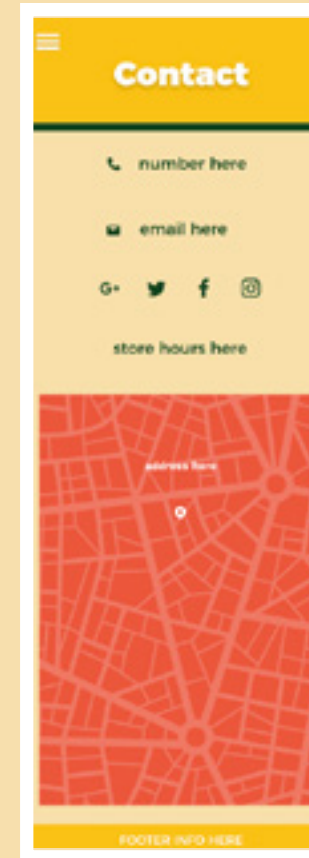 Contact
number here
email here
G+
store hours here
address here
FOOTER INFO HERE